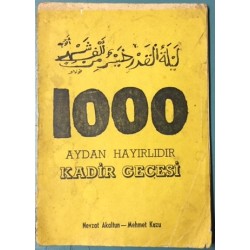 ليلة القدر خير من ألف شهر
1000
AYDAN HAYIRLIDIR
KADİR GECESİ
Nevzat Akaltun — Mehmet Kuzu